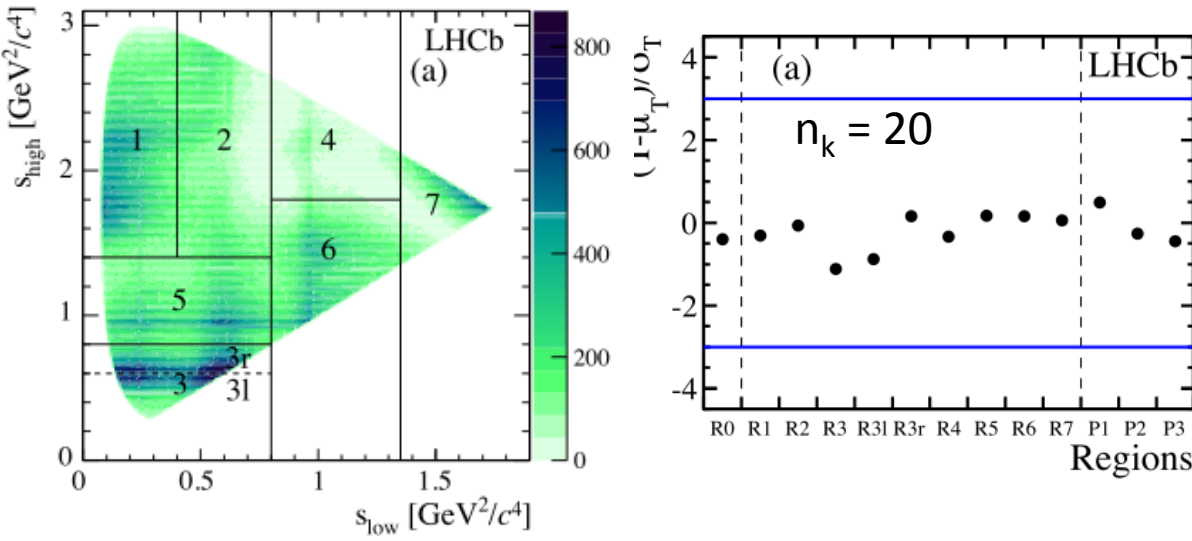 s_high [GeV²/c⁴]
3
2
1
0
LHCb
(a)
1
2
4
7
6
5
3r
3
3l
0
0.5
1
1.5
s_low [GeV²/c⁴]
800
600
400
200
0
(T-μ_T)/σ_T
4
2
0
-2
-4
(a)
LHCb
n_k = 20
R0 R1 R2 R3 R3l R3r R4 R5 R6 R7 P1 P2 P3
Regions